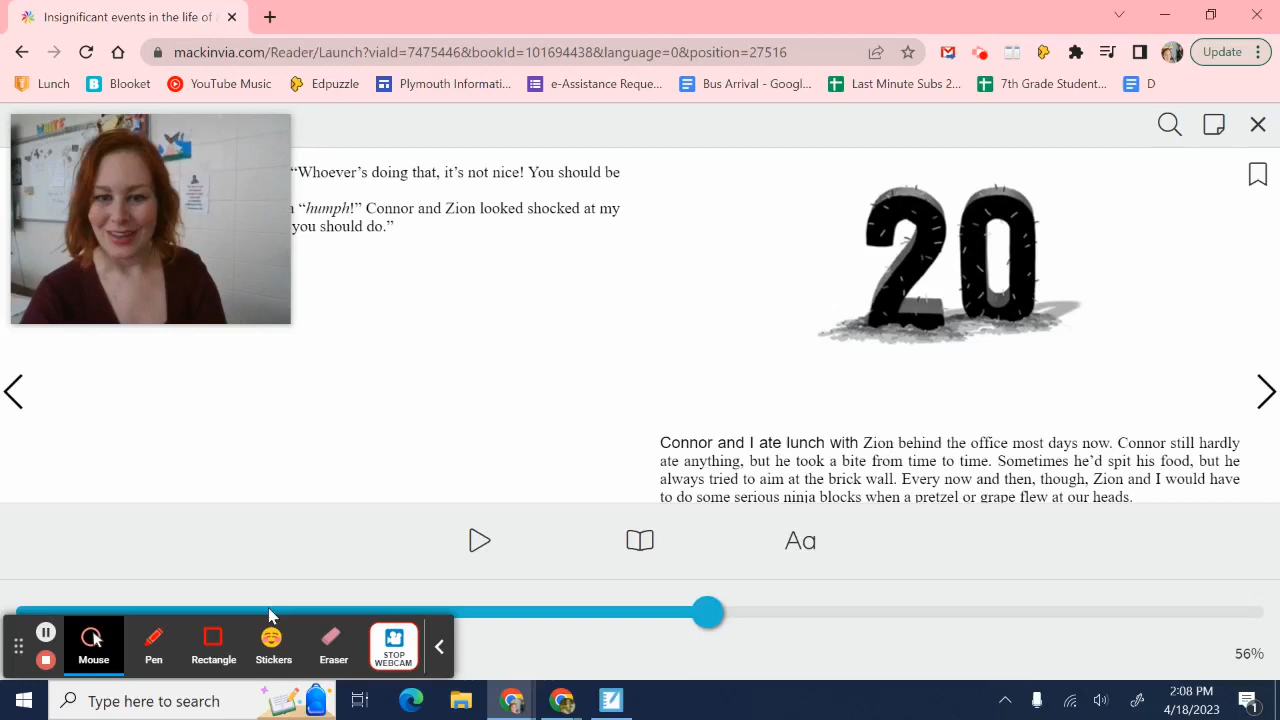 Insignificant events in the life of
mackinvia.com/Reader/Launch?viaId=7475446&bookId=101694438&language=0&position=27516
Update
Lunch
Blooket
YouTube Music
Edpuzzle
Plymouth Informati...
e-Assistance Reque...
Bus Arrival - Googl...
Last Minute Subs 2...
7th Grade Student...
D
“Whoever’s doing that, it’s not nice! You should be
“humph!” Connor and Zion looked shocked at my
you should do.”
20
Connor and I ate lunch with Zion behind the office most days now. Connor still hardly
ate anything, but he took a bite from time to time. Sometimes he’d spit his food, but he
always tried to aim at the brick wall. Every now and then, though, Zion and I would have
to do some serious ninja blocks when a pretzel or grape flew at our heads.
Aa
56%
Mouse
Pen
Rectangle
Stickers
Eraser
STOP
WEBCAM
Type here to search
2:08 PM
4/18/2023
1